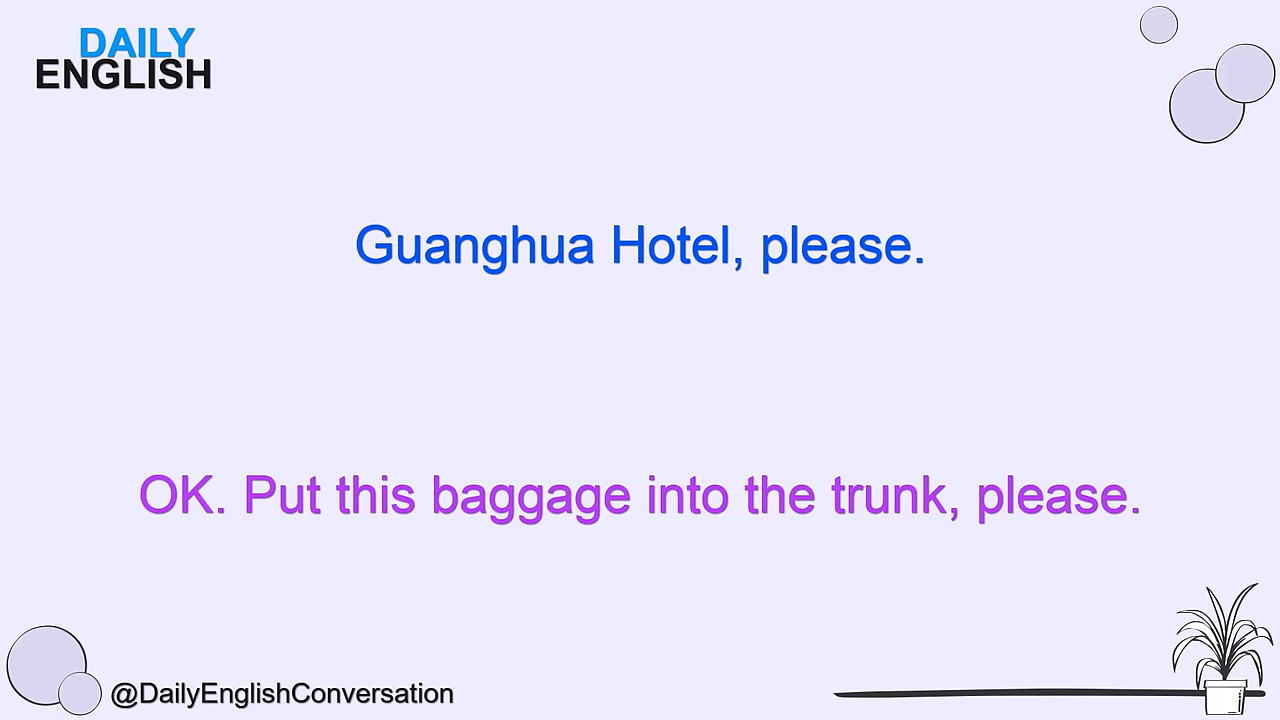 DAILY
ENGLISH
Guanghua Hotel, please.
OK. Put this baggage into the trunk, please.
@DailyEnglishConversation